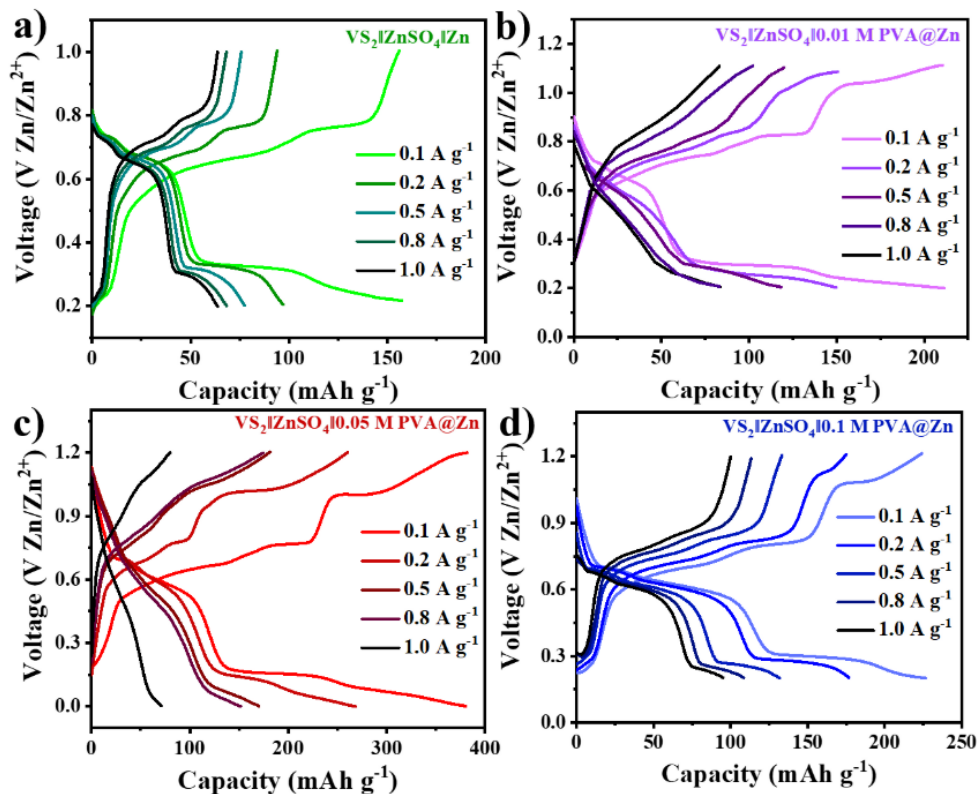 a)
VS₂‖ZnSO₄‖Zn
1.0
0.8
0.6
0.4
0.2
Voltage (V Zn/Zn²⁺)
0.1 A g⁻¹
0.2 A g⁻¹
0.5 A g⁻¹
0.8 A g⁻¹
1.0 A g⁻¹
0 50 100 150 200
Capacity (mAh g⁻¹)
b)
VS₂‖ZnSO₄‖0.01 M PVA@Zn
1.2
1.0
0.8
0.6
0.4
0.2
0.0
Voltage (V Zn/Zn²⁺)
0.1 A g⁻¹
0.2 A g⁻¹
0.5 A g⁻¹
0.8 A g⁻¹
1.0 A g⁻¹
0 50 100 150 200
Capacity (mAh g⁻¹)
c)
VS₂‖ZnSO₄‖0.05 M PVA@Zn
1.2
0.9
0.6
0.3
0.0
Voltage (V Zn/Zn²⁺)
0.1 A g⁻¹
0.2 A g⁻¹
0.5 A g⁻¹
0.8 A g⁻¹
1.0 A g⁻¹
0 100 200 300 400
Capacity (mAh g⁻¹)
d)
VS₂‖ZnSO₄‖0.1 M PVA@Zn
1.2
0.9
0.6
0.3
0.0
Voltage (V Zn/Zn²⁺)
0.1 A g⁻¹
0.2 A g⁻¹
0.5 A g⁻¹
0.8 A g⁻¹
1.0 A g⁻¹
0 50 100 150 200 250
Capacity (mAh g⁻¹)